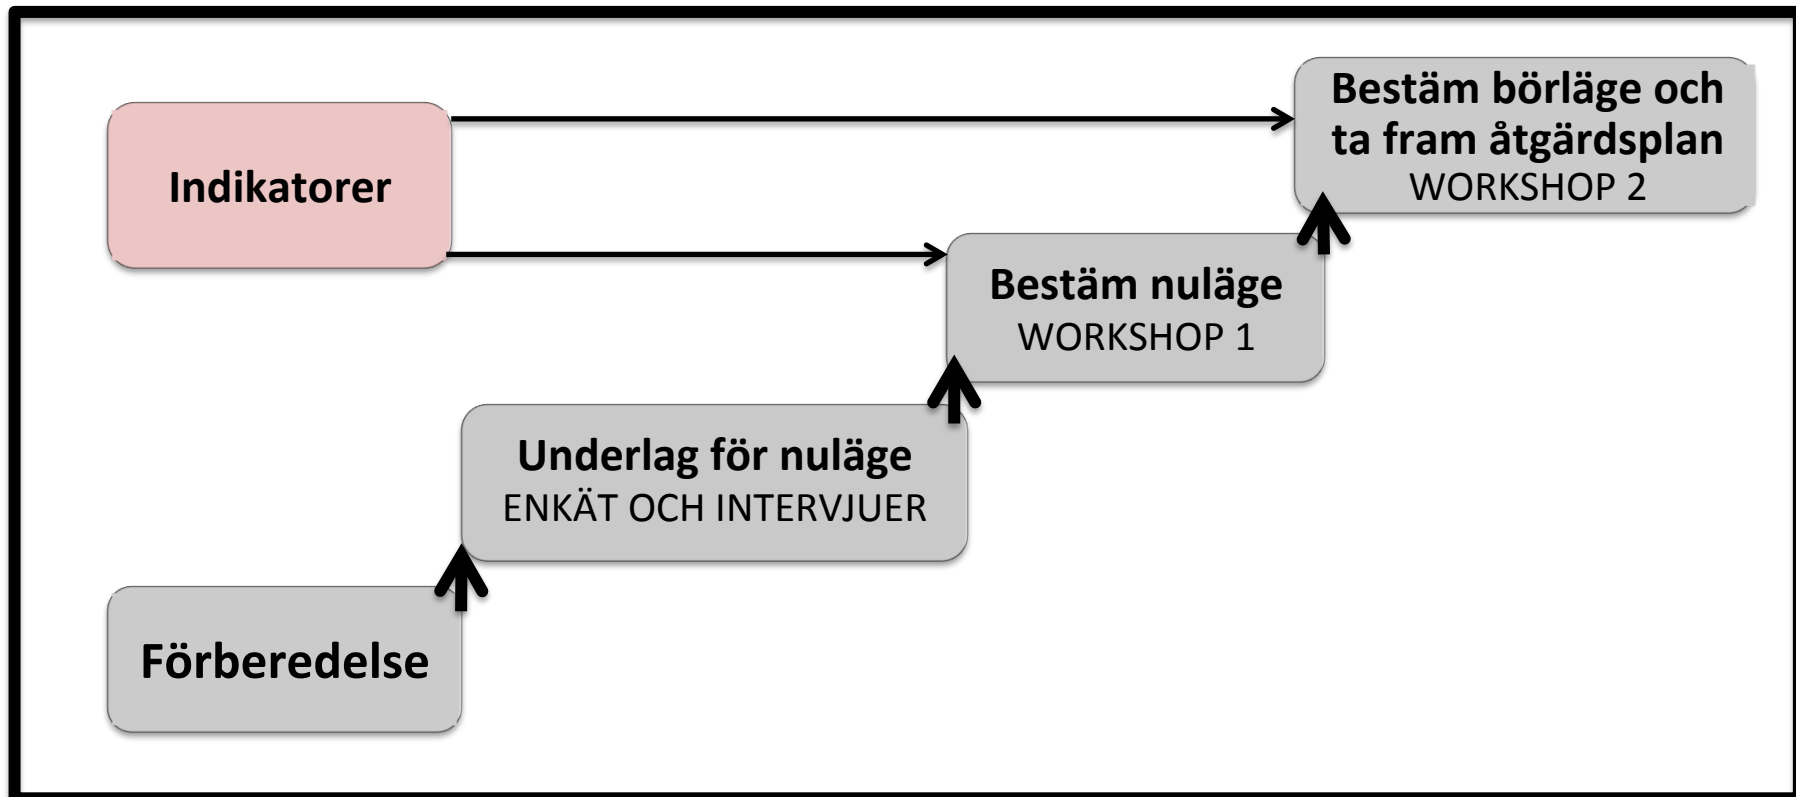 Indikatorer
Bestäm börläge och
ta fram åtgärdsplan
WORKSHOP 2
Bestäm nuläge
WORKSHOP 1
Underlag för nuläge
ENKÄT OCH INTERVJUER
Förberedelse